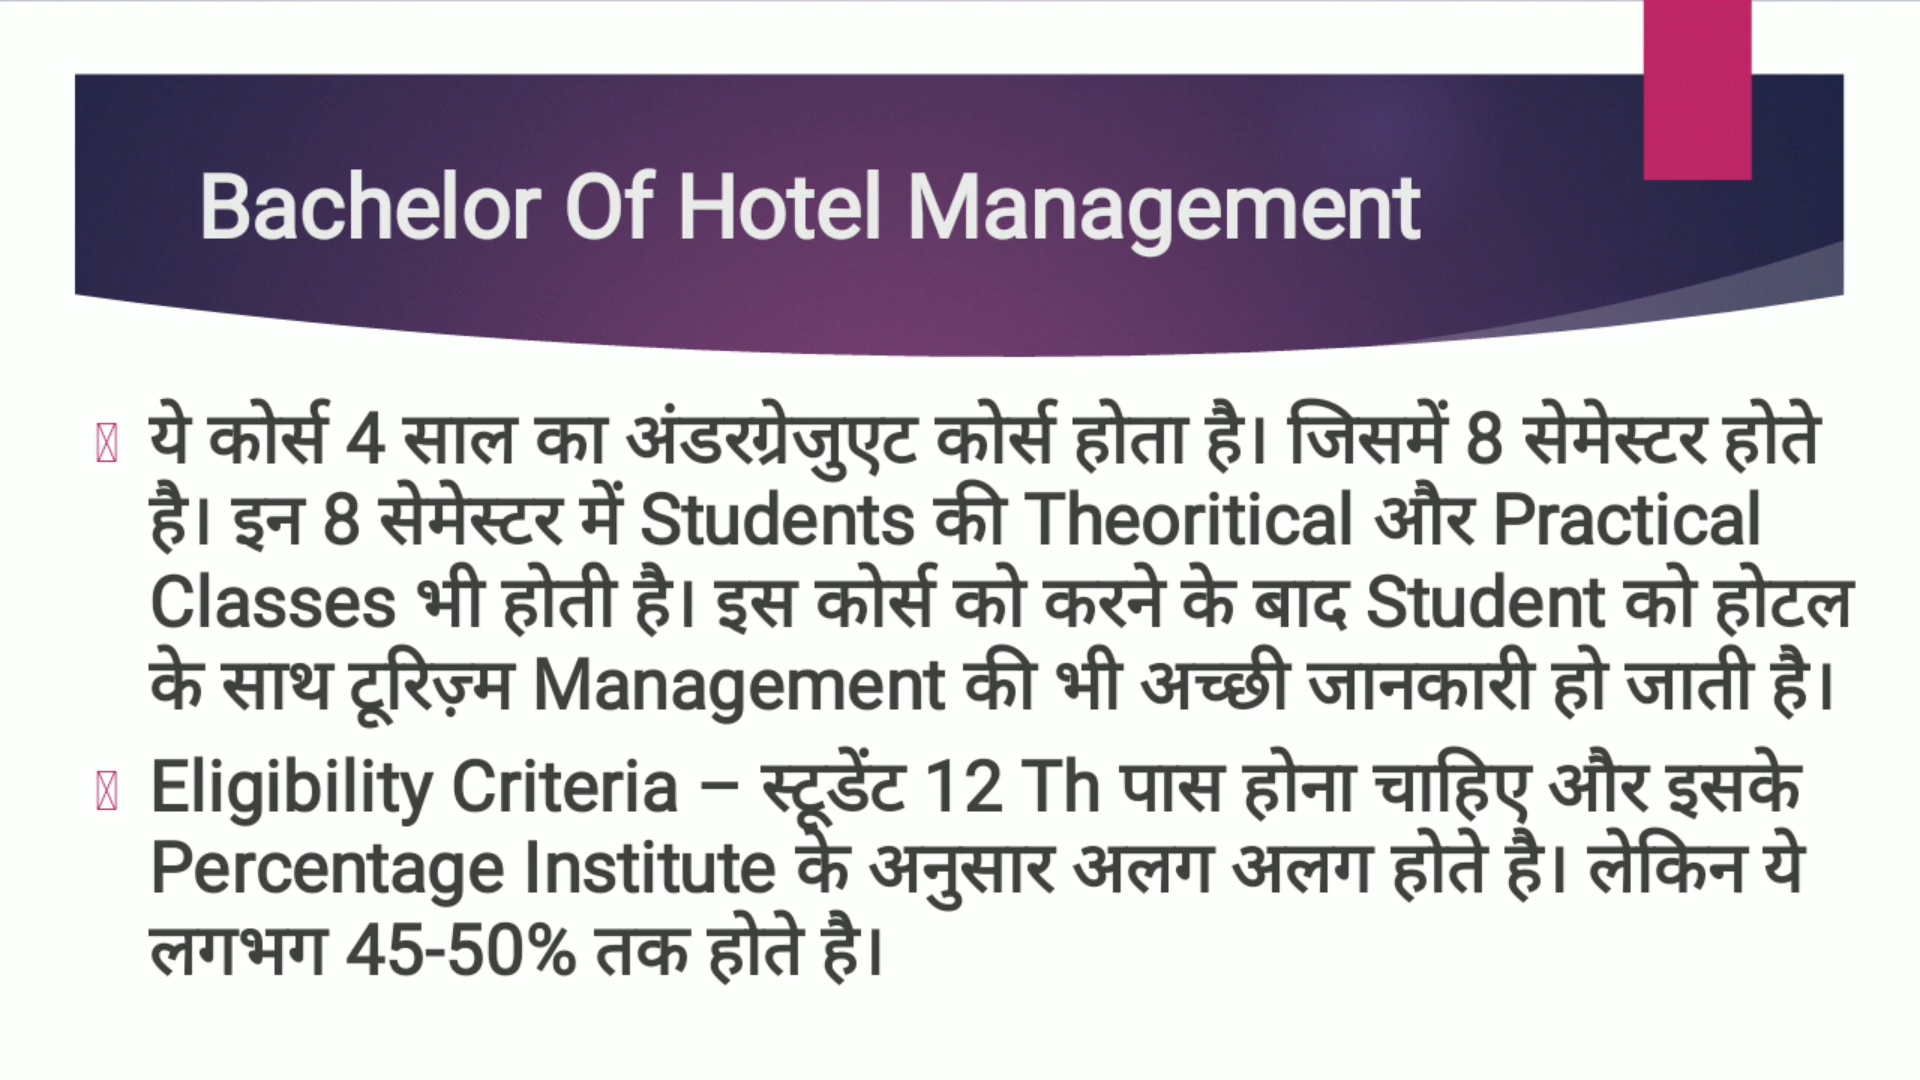 Bachelor Of Hotel Management
ये कोर्स 4 साल का अंडरग्रेजुएट कोर्स होता है। जिसमें 8 सेमेस्टर होते
है। इन 8 सेमेस्टर में Students की Theoritical और Practical
Classes भी होती है। इस कोर्स को करने के बाद Student को होटल
के साथ टूरिज़्म Management की भी अच्छी जानकारी हो जाती है।
Eligibility Criteria – स्टूडेंट 12 Th पास होना चाहिए और इसके
Percentage Institute के अनुसार अलग अलग होते है। लेकिन ये
लगभग 45-50% तक होते है।